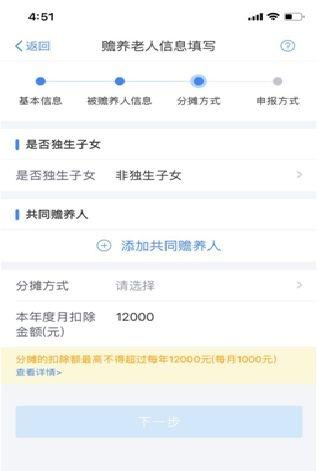 4:51
<返回
赡养老人信息填写
基本信息
被赡养人信息
分摊方式
申报方式
是否独生子女
是否独生子女 非独生子女 >
共同赡养人
添加共同赡养人
分摊方式 请选择 >
本年度月扣除 12000
金额(元)
分摊的扣除额最高不得超过每年12000元(每月1000元)
查看详情>
下一步